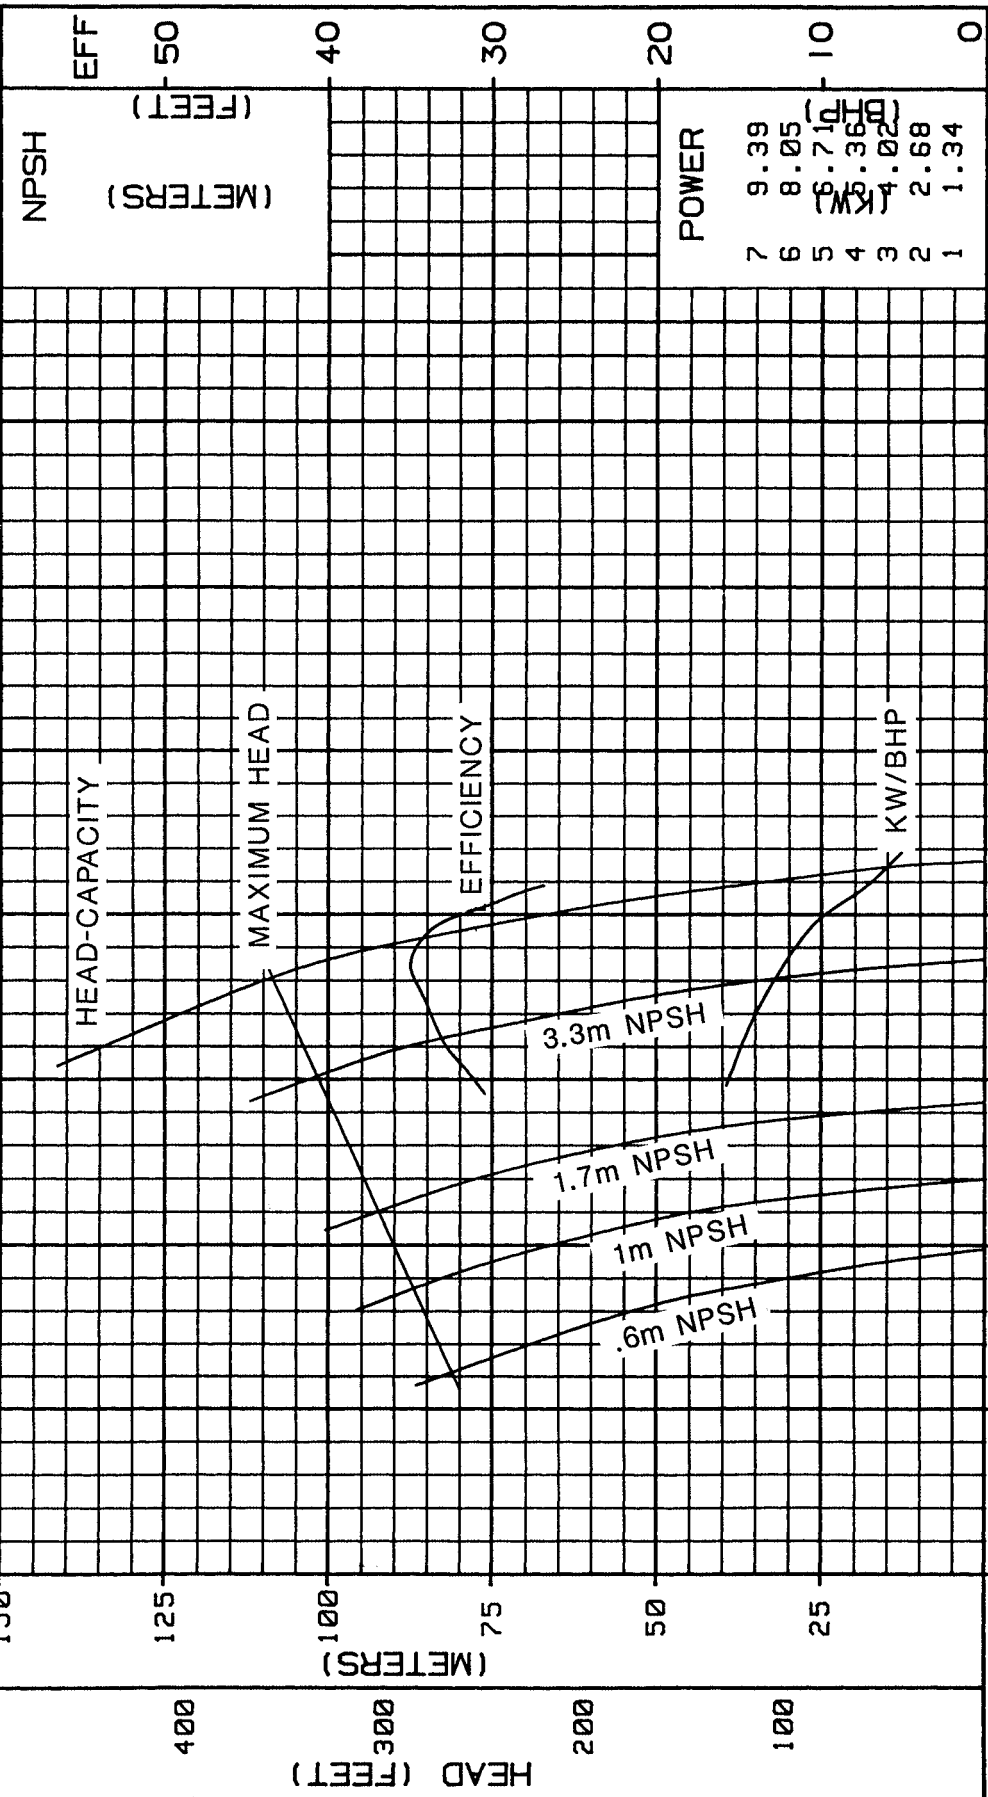 EFF
50
40
30
20
10
0
NPSH
(FEET)
(METERS)
POWER
(BHP)
(KW)
7 9.39
6 8.05
5 6.71
4 5.36
3 4.02
2 2.68
1 1.34
HEAD-CAPACITY
MAXIMUM HEAD
EFFICIENCY
KW/BHP
3.3m NPSH
1.7m NPSH
1m NPSH
.6m NPSH
150
125
100
75
50
25
(METERS)
400
300
200
100
HEAD (FEET)